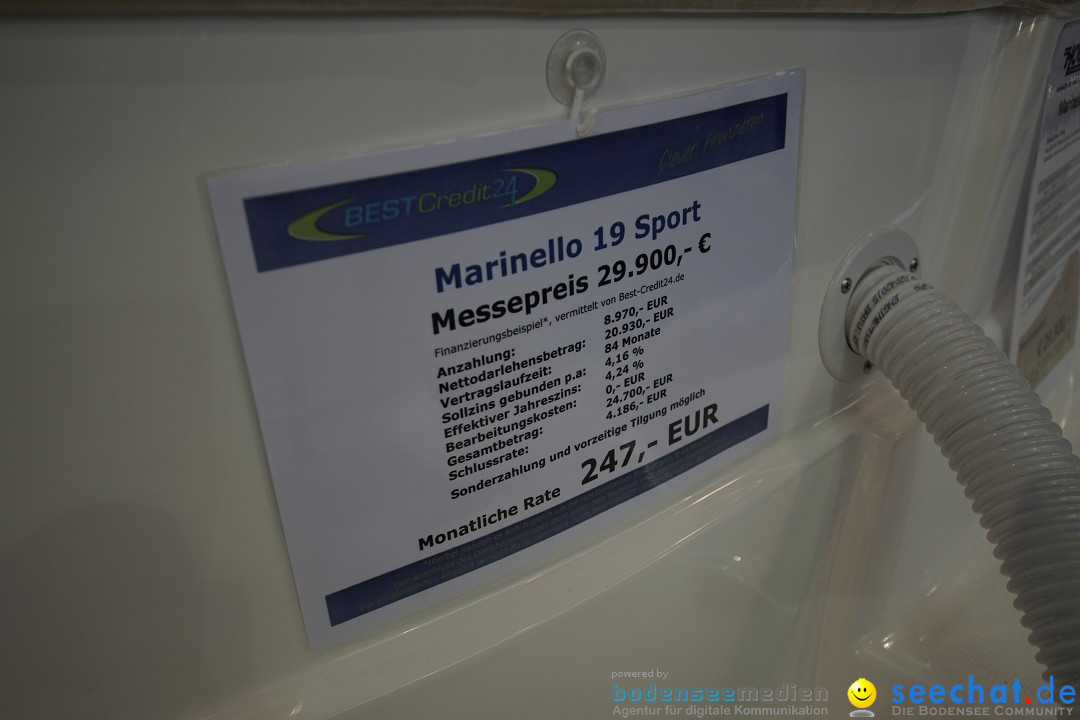 BESTCredit24
Clever Finanzieren
Marinello 19 Sport
Messepreis 29.900,- €
Finanzierungsbeispiel*, vermittelt von Best-Credit24.de
Anzahlung: 8.970,- EUR
Nettodarlehensbetrag: 20.930,- EUR
Vertragslaufzeit: 84 Monate
Sollzins gebunden p.a: 4,16 %
Effektiver Jahreszins: 4,24 %
Bearbeitungskosten: 0,- EUR
Gesamtbetrag: 24.700,- EUR
Schlussrate: 4.186,- EUR
Sonderzahlung und vorzeitige Tilgung möglich
Monatliche Rate 247,- EUR
powered by
bodenseemedien
Agentur für digitale Kommunikation
seechat.de
Die Bodensee Community